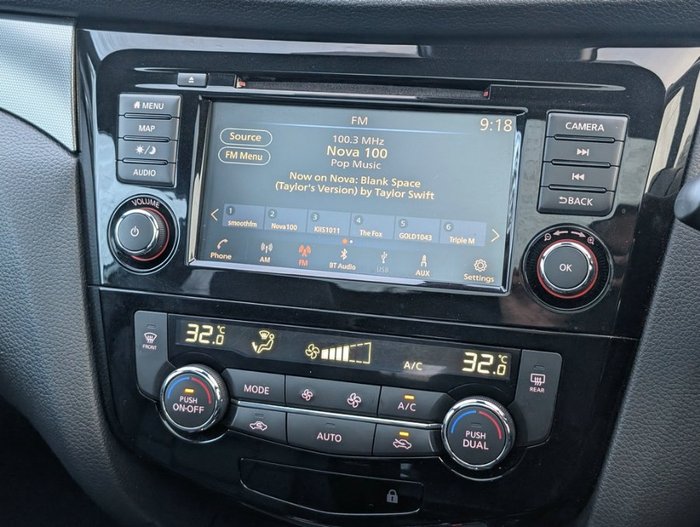 MENU
MAP
AUDIO
VOLUME
FM
9:18
Source
FM Menu
100.3 MHz
Nova 100
Pop Music
Now on Nova: Blank Space
(Taylor's Version) by Taylor Swift
1 smoothfm
2 Nova100
3 KIIS1011
4 The Fox
5 GOLD1043
6 Triple M
Phone
AM
FM
BT Audio
USB
AUX
Settings
CAMERA
BACK
OK
FRONT
32.0 °C
A/C
32.0 °C
REAR
PUSH
ON-OFF
MODE
A/C
AUTO
PUSH
DUAL